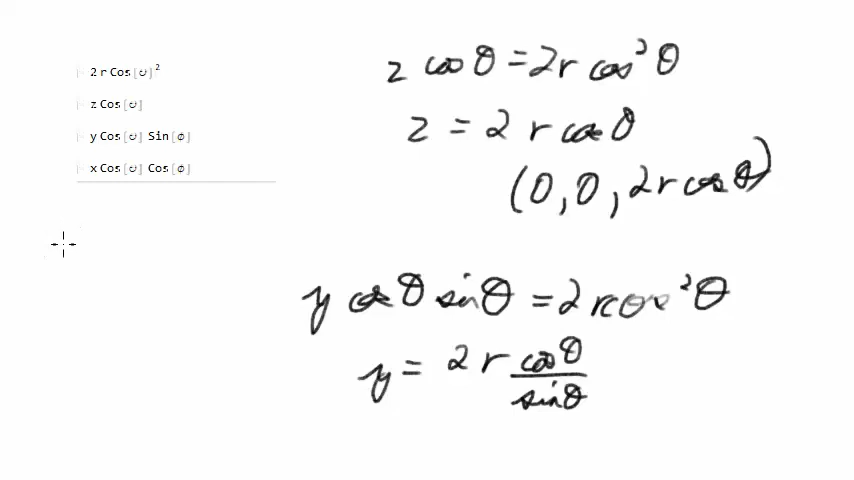 2 r Cos[ʊ]²
z Cos[ʊ]
y Cos[ʊ] Sin[ϕ]
x Cos[ʊ] Cos[ϕ]
z cos θ = 2r cos² θ
z = 2 r cos θ
(0, 0, 2r cos θ)
y cos θ sin θ = 2 r cos² θ
y = 2 r cos θ / sin θ